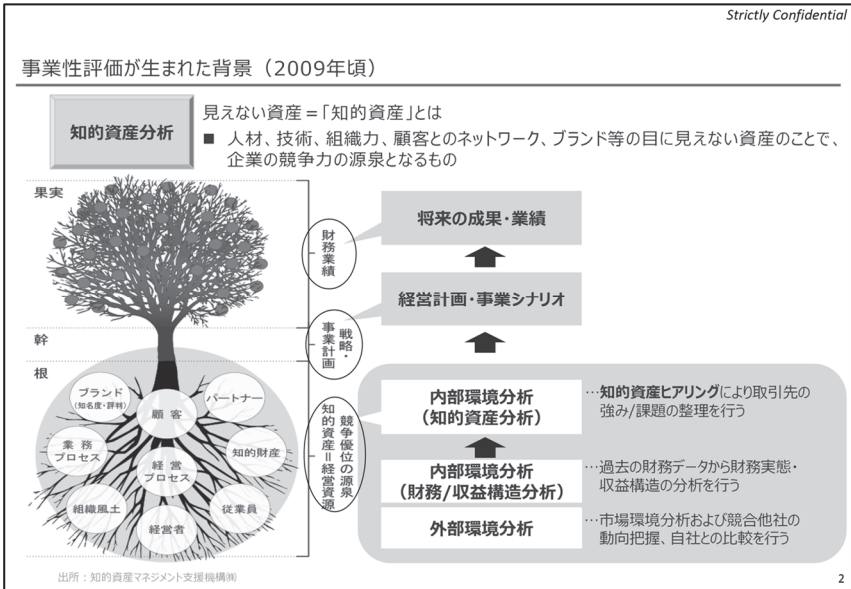 Strictly Confidential
事業性評価が生まれた背景（2009年頃）
知的資産分析
見えない資産＝「知的資産」とは
■ 人材、技術、組織力、顧客とのネットワーク、ブランド等の目に見えない資産のことで、
企業の競争力の源泉となるもの
果実
幹
根
ブランド
（知名度・評判）
顧客
パートナー
業務
プロセス
経営
プロセス
知的財産
組織風土
経営者
従業員
財務業績
戦略・
事業計画
競争優位の源泉
知的資産＝経営資源
将来の成果・業績
経営計画・事業シナリオ
内部環境分析
（知的資産分析）
…知的資産ヒアリングにより取引先の
強み/課題の整理を行う
内部環境分析
（財務/収益構造分析）
…過去の財務データから財務実態・
収益構造の分析を行う
外部環境分析
…市場環境分析および競合他社の
動向把握、自社との比較を行う
出所：知的資産マネジメント支援機構㈱
2